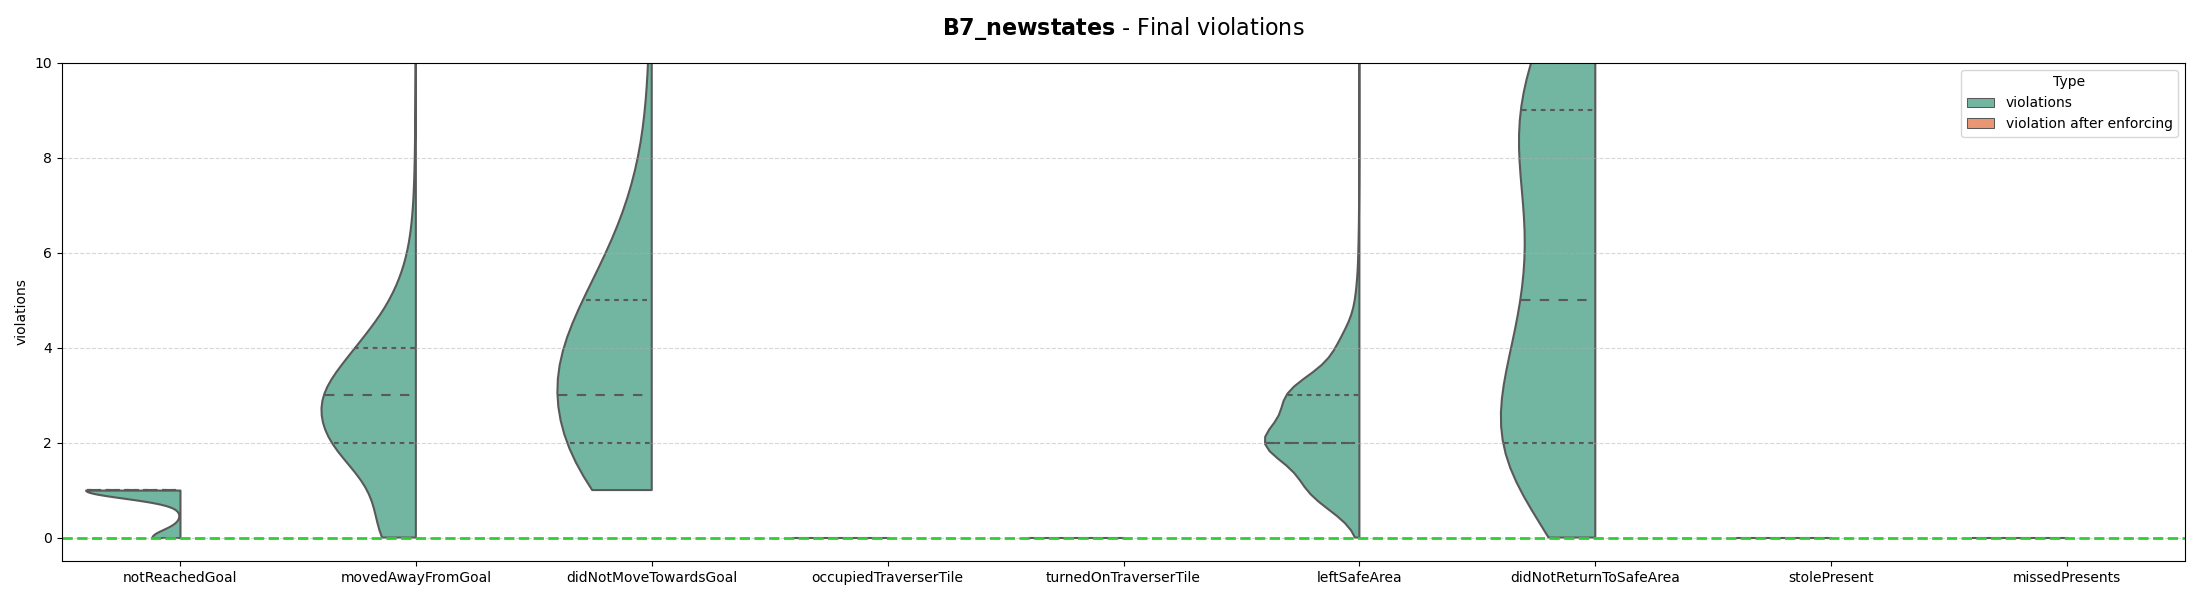 B7_newstates - Final violations
10
8
6
4
2
0
violations
Type
violations
violation after enforcing
notReachedGoal
movedAwayFromGoal
didNotMoveTowardsGoal
occupiedTraverserTile
turnedOnTraverserTile
leftSafeArea
didNotReturnToSafeArea
stolePresent
missedPresents